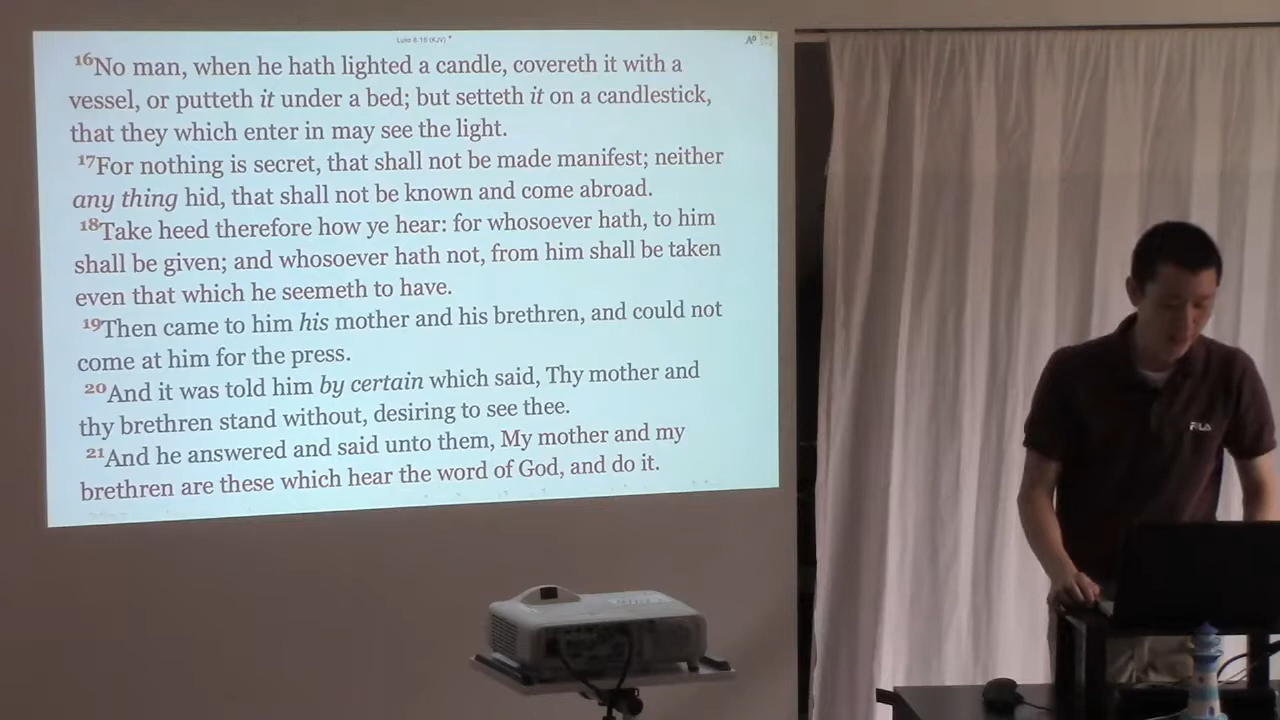 Luke 8:16 (KJV)
16No man, when he hath lighted a candle, covereth it with a
vessel, or putteth it under a bed; but setteth it on a candlestick,
that they which enter in may see the light.
17For nothing is secret, that shall not be made manifest; neither
any thing hid, that shall not be known and come abroad.
18Take heed therefore how ye hear: for whosoever hath, to him
shall be given; and whosoever hath not, from him shall be taken
even that which he seemeth to have.
19Then came to him his mother and his brethren, and could not
come at him for the press.
20And it was told him by certain which said, Thy mother and
thy brethren stand without, desiring to see thee.
21And he answered and said unto them, My mother and my
brethren are these which hear the word of God, and do it.
FILA